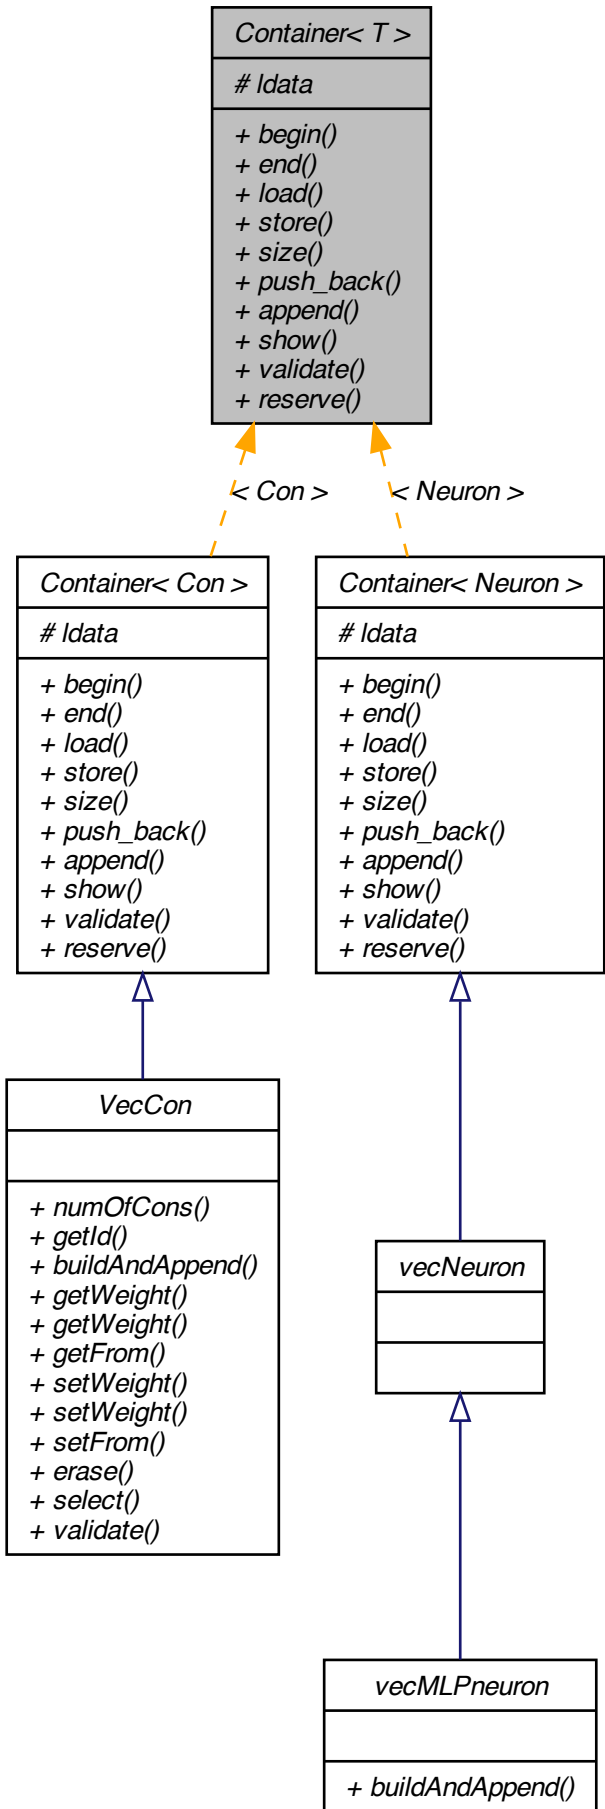 Container< T >
# ldata
+ begin()
+ end()
+ load()
+ store()
+ size()
+ push_back()
+ append()
+ show()
+ validate()
+ reserve()
< Con >
< Neuron >
Container< Con >
# ldata
+ begin()
+ end()
+ load()
+ store()
+ size()
+ push_back()
+ append()
+ show()
+ validate()
+ reserve()
Container< Neuron >
# ldata
+ begin()
+ end()
+ load()
+ store()
+ size()
+ push_back()
+ append()
+ show()
+ validate()
+ reserve()
VecCon
+ numOfCons()
+ getId()
+ buildAndAppend()
+ getWeight()
+ getWeight()
+ getFrom()
+ setWeight()
+ setWeight()
+ setFrom()
+ erase()
+ select()
+ validate()
vecNeuron
vecMLPneuron
+ buildAndAppend()